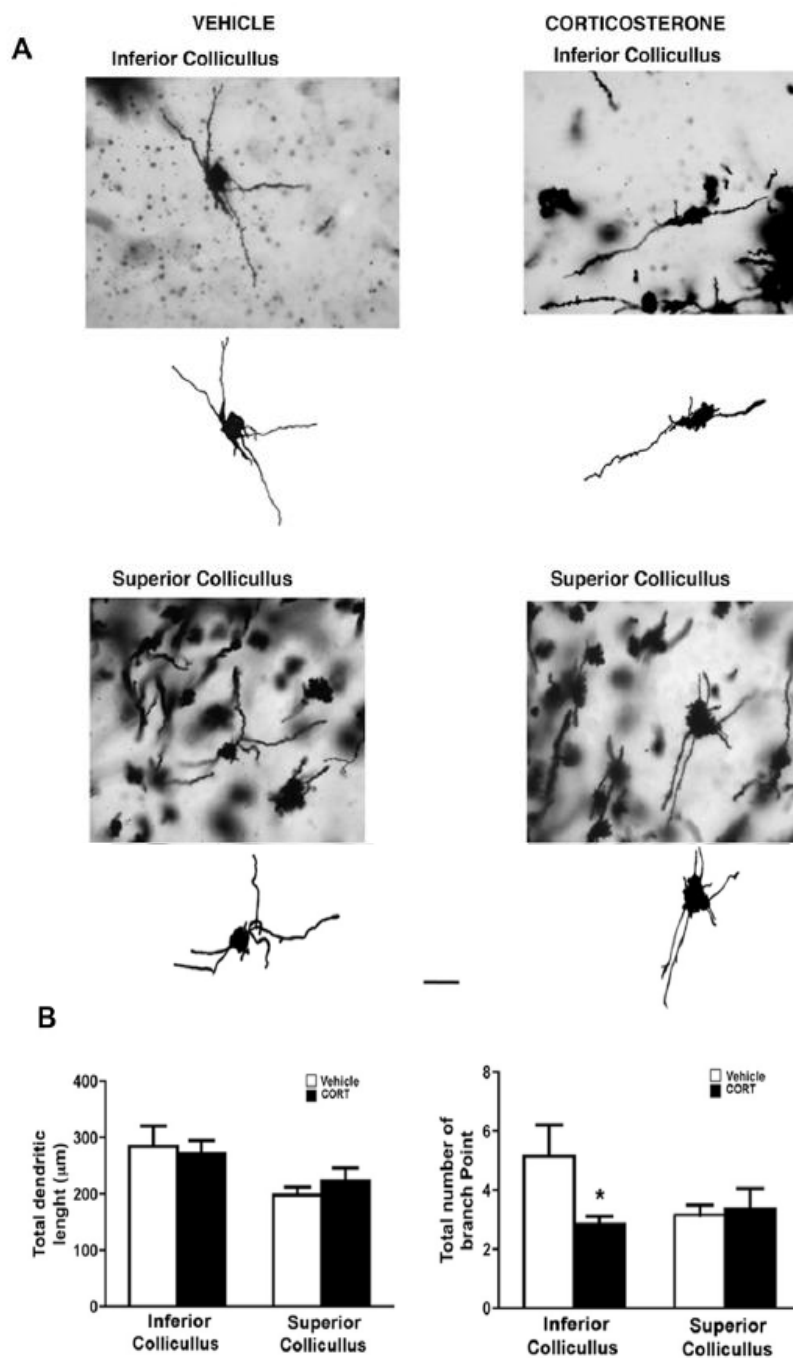 VEHICLE
CORTICOSTERONE
A
Inferior Collicullus
Inferior Collicullus
Superior Collicullus
Superior Collicullus
B
Vehicle
CORT
400
300
200
100
0
Total dendritic
lenght (μm)
Inferior
Collicullus
Superior
Collicullus
Vehicle
CORT
8
6
4
2
0
Total number of
branch Point
*
Inferior
Collicullus
Superior
Collicullus